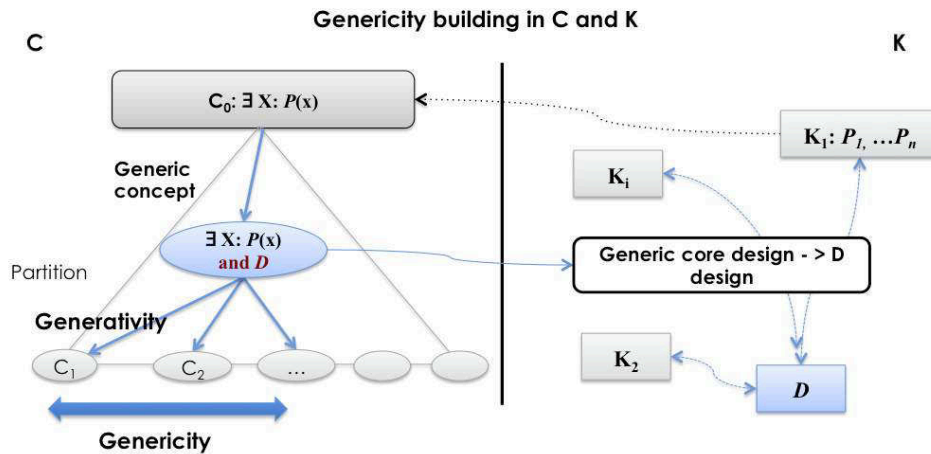 Genericity building in C and K
C
K
C₀: ∃ X: P(x)
K₁: P₁, …Pₙ
Generic
concept
Kᵢ
∃ X: P(x)
and D
Generic core design - > D
design
Partition
Generativity
C₁
C₂
…
K₂
D
Genericity